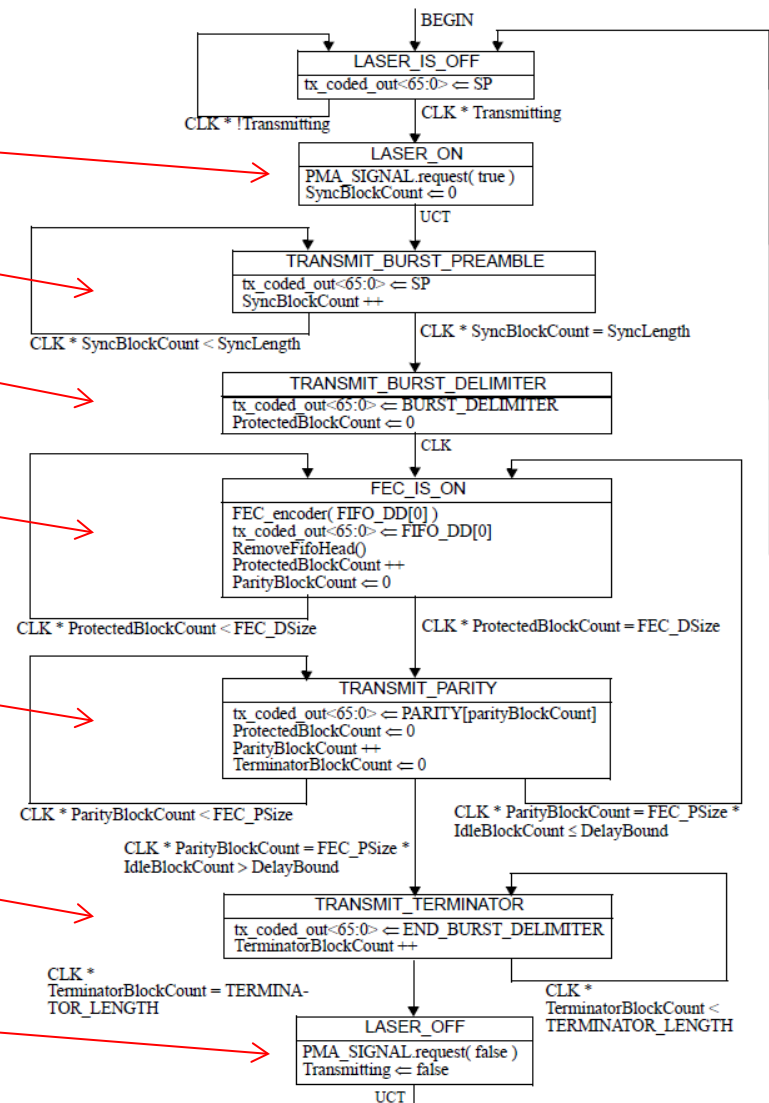 BEGIN
LASER_IS_OFF
tx_coded_out<65:0> ⇐ SP
CLK * !Transmitting
CLK * Transmitting
LASER_ON
PMA_SIGNAL.request( true )
SyncBlockCount ⇐ 0
UCT
TRANSMIT_BURST_PREAMBLE
tx_coded_out<65:0> ⇐ SP
SyncBlockCount ++
CLK * SyncBlockCount < SyncLength
CLK * SyncBlockCount = SyncLength
TRANSMIT_BURST_DELIMITER
tx_coded_out<65:0> ⇐ BURST_DELIMITER
ProtectedBlockCount ⇐ 0
CLK
FEC_IS_ON
FEC_encoder( FIFO_DD[0] )
tx_coded_out<65:0> ⇐ FIFO_DD[0]
RemoveFifoHead()
ProtectedBlockCount ++
ParityBlockCount ⇐ 0
CLK * ProtectedBlockCount < FEC_DSize
CLK * ProtectedBlockCount = FEC_DSize
TRANSMIT_PARITY
tx_coded_out<65:0> ⇐ PARITY[parityBlockCount]
ProtectedBlockCount ⇐ 0
ParityBlockCount ++
TerminatorBlockCount ⇐ 0
CLK * ParityBlockCount < FEC_PSize
CLK * ParityBlockCount = FEC_PSize *
IdleBlockCount ≤ DelayBound
CLK * ParityBlockCount = FEC_PSize *
IdleBlockCount > DelayBound
TRANSMIT_TERMINATOR
tx_coded_out<65:0> ⇐ END_BURST_DELIMITER
TerminatorBlockCount ++
CLK *
TerminatorBlockCount = TERMINA-
TOR_LENGTH
CLK *
TerminatorBlockCount <
TERMINATOR_LENGTH
LASER_OFF
PMA_SIGNAL.request( false )
Transmitting ⇐ false
UCT